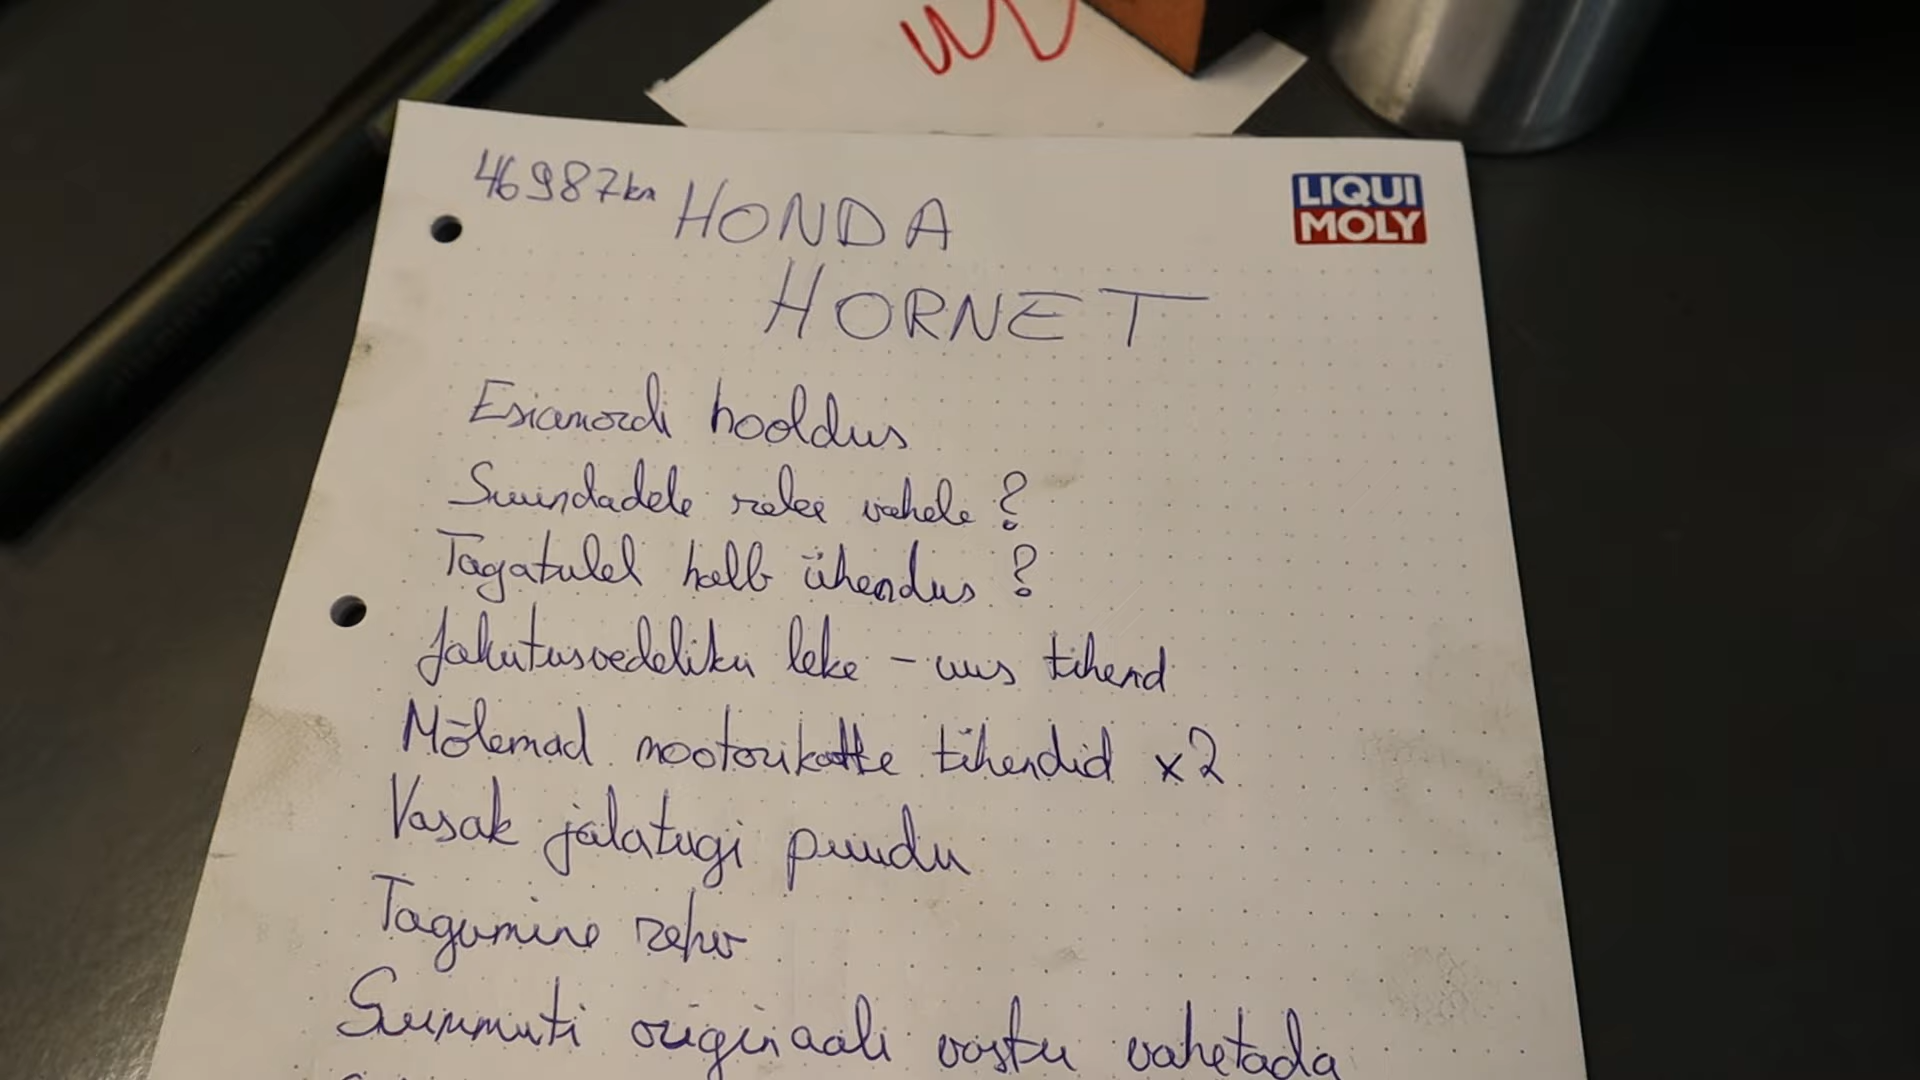 46987km HONDA
LIQUI
MOLY
HORNET
Esiamordi hooldus
Suundadele relee vahele ?
Tagatulel halb ühendus ?
Jahutusvedeliku leke - uus tihend
Mõlemad mootorikatte tihendid x2
Vasak jalatugi puudu
Tagumine rehv
Summuti originaali vastu vahetada